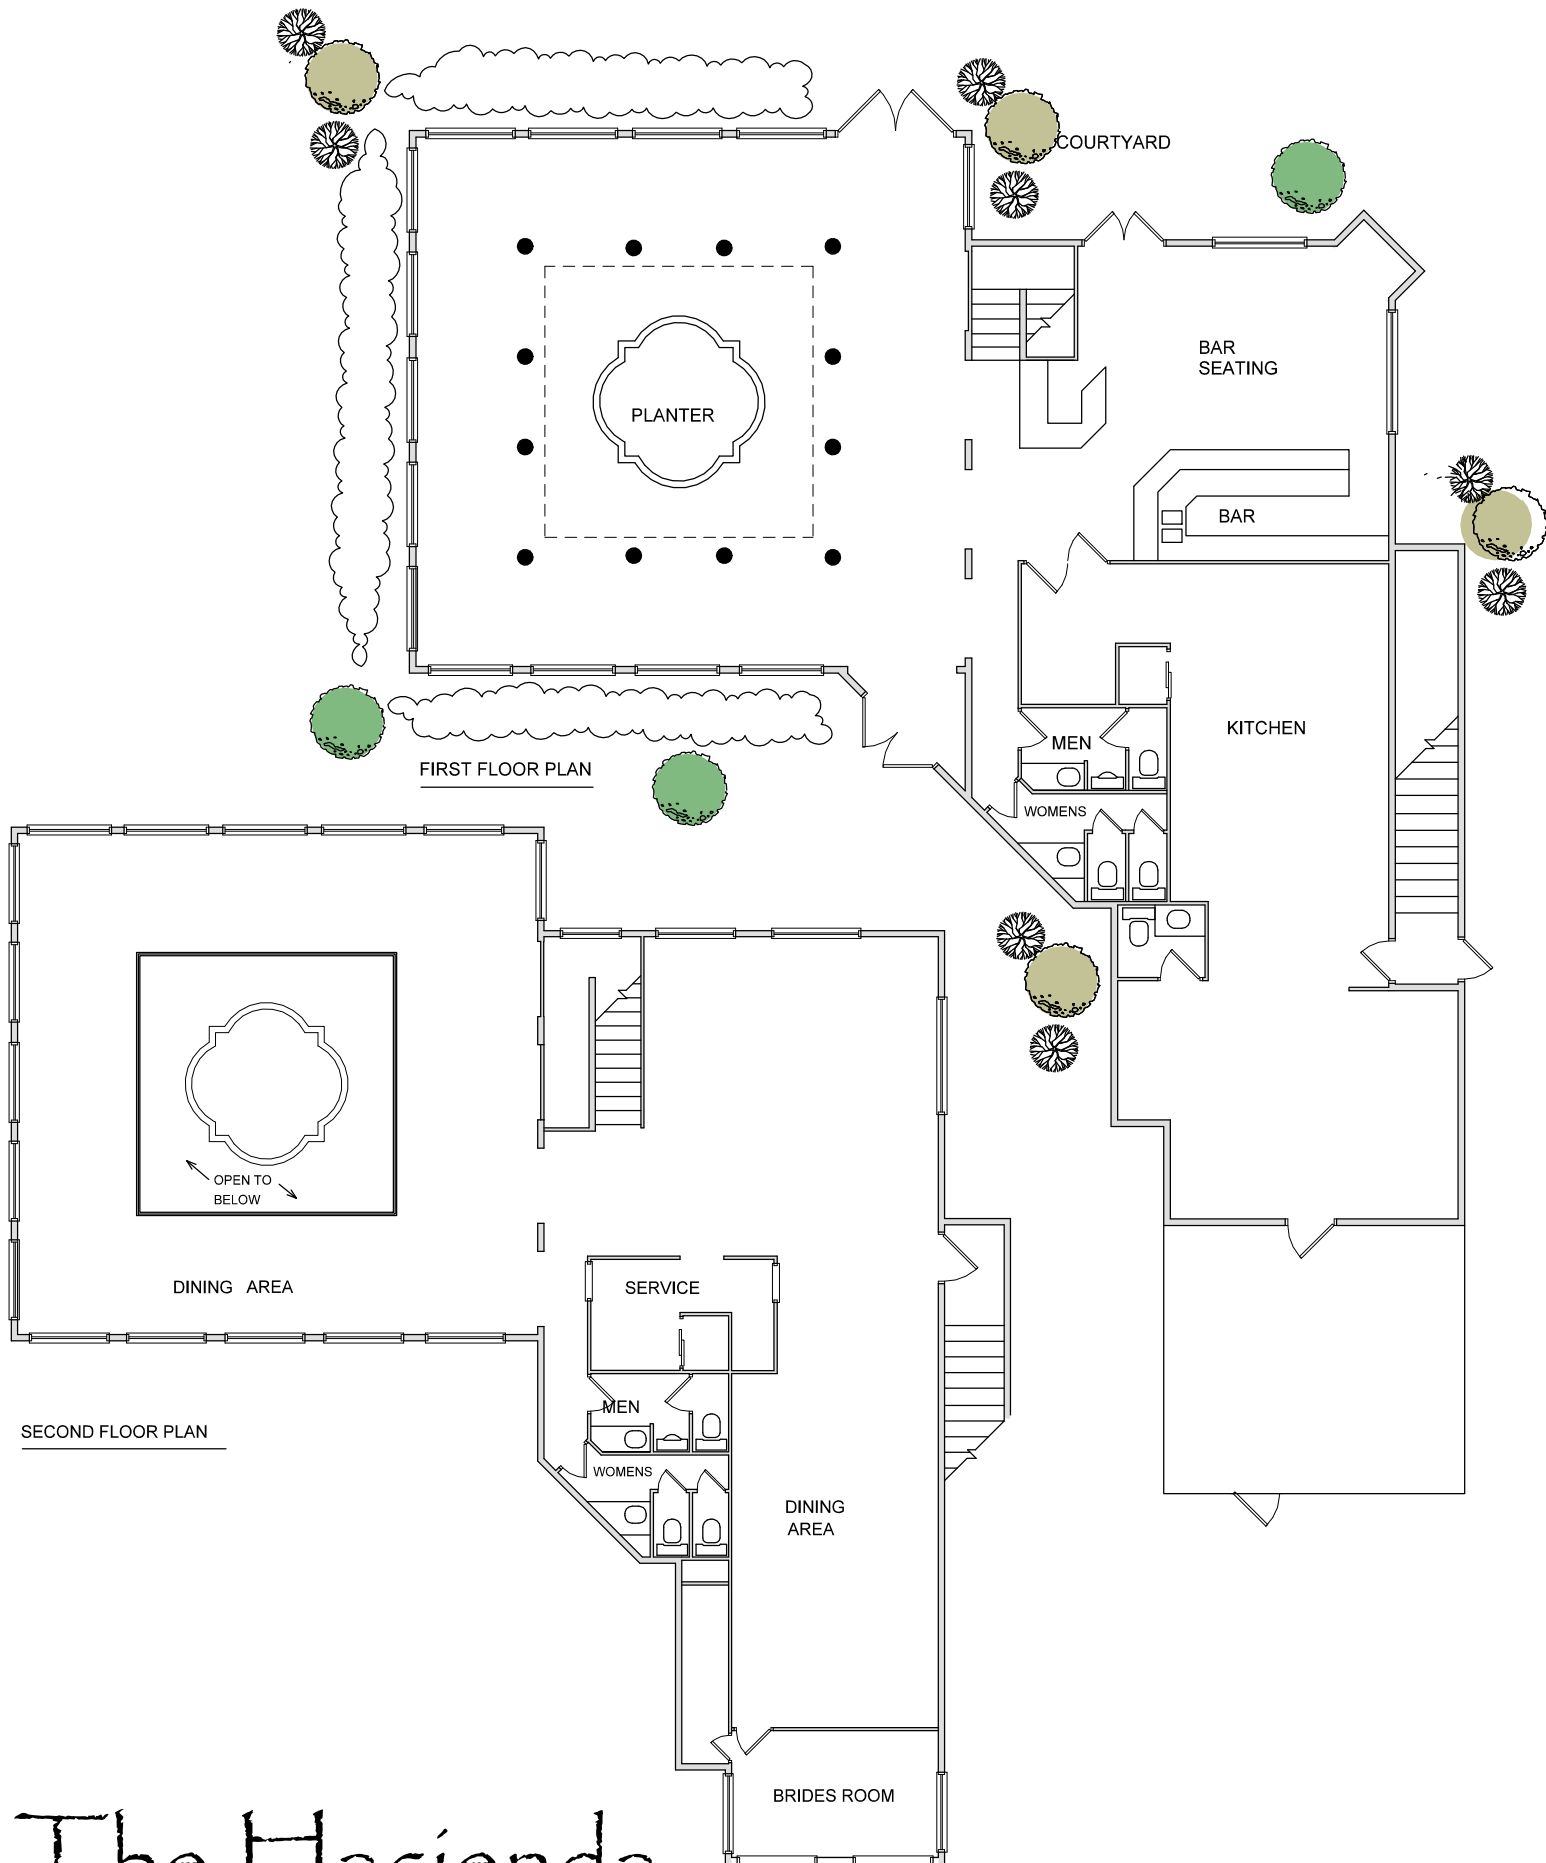 COURTYARD
BAR
SEATING
PLANTER
BAR
KITCHEN
MEN
WOMENS
FIRST FLOOR PLAN
OPEN TO
BELOW
DINING AREA
SERVICE
MEN
WOMENS
SECOND FLOOR PLAN
DINING
AREA
BRIDES ROOM
The Hacienda